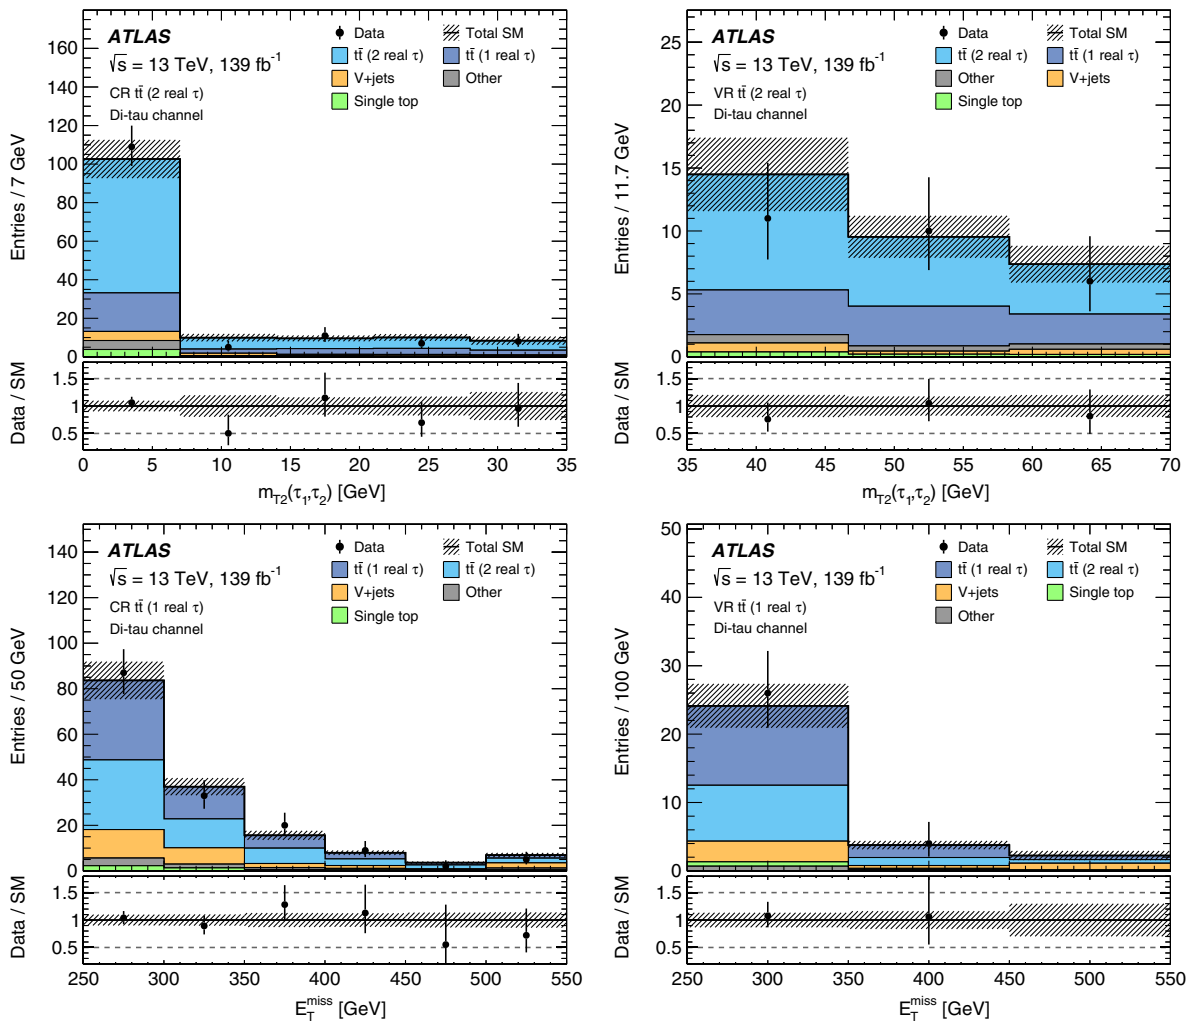 ATLAS
√s = 13 TeV, 139 fb⁻¹
CR tt̄ (2 real τ)
Di-tau channel
Data
Total SM
tt̄ (2 real τ)
tt̄ (1 real τ)
V+jets
Other
Single top
Entries / 7 GeV
160
140
120
100
80
60
40
20
0
Data / SM
1.5
1
0.5
0 5 10 15 20 25 30 35
m_T2(τ₁,τ₂) [GeV]
ATLAS
√s = 13 TeV, 139 fb⁻¹
VR tt̄ (2 real τ)
Di-tau channel
Data
Total SM
tt̄ (2 real τ)
tt̄ (1 real τ)
Other
V+jets
Single top
Entries / 11.7 GeV
25
20
15
10
5
0
Data / SM
1.5
1
0.5
35 40 45 50 55 60 65 70
m_T2(τ₁,τ₂) [GeV]
ATLAS
√s = 13 TeV, 139 fb⁻¹
CR tt̄ (1 real τ)
Di-tau channel
Data
Total SM
tt̄ (1 real τ)
tt̄ (2 real τ)
V+jets
Other
Single top
Entries / 50 GeV
140
120
100
80
60
40
20
0
Data / SM
1.5
1
0.5
250 300 350 400 450 500 550
E_T^miss [GeV]
ATLAS
√s = 13 TeV, 139 fb⁻¹
VR tt̄ (1 real τ)
Di-tau channel
Data
Total SM
tt̄ (1 real τ)
tt̄ (2 real τ)
V+jets
Single top
Other
Entries / 100 GeV
50
40
30
20
10
0
Data / SM
1.5
1
0.5
250 300 350 400 450 500 550
E_T^miss [GeV]